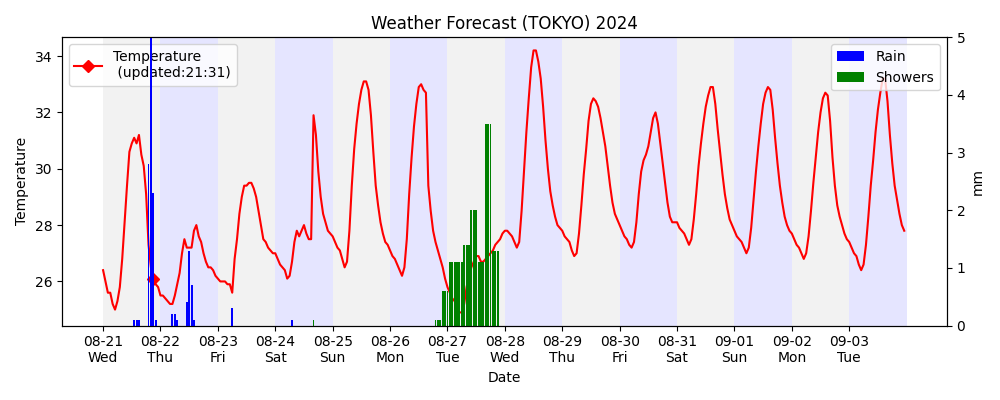 Weather Forecast (TOKYO) 2024
Temperature
(updated:21:31)
Rain
Showers
34
32
30
28
26
Temperature
5
4
3
2
1
0
mm
08-21 08-22 08-23 08-24 08-25 08-26 08-27 08-28 08-29 08-30 08-31 09-01 09-02 09-03
Wed Thu Fri Sat Sun Mon Tue Wed Thu Fri Sat Sun Mon Tue
Date